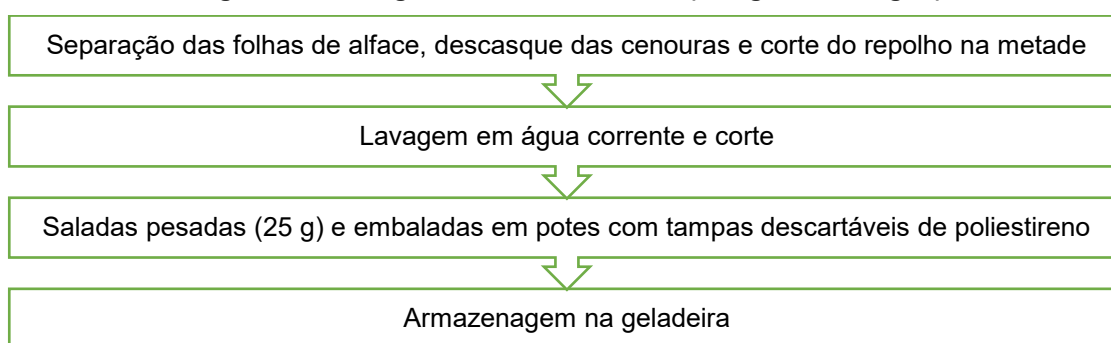 Separação das folhas de alface, descasque das cenouras e corte do repolho na metade
Lavagem em água corrente e corte
Saladas pesadas (25 g) e embaladas em potes com tampas descartáveis de poliestireno
Armazenagem na geladeira